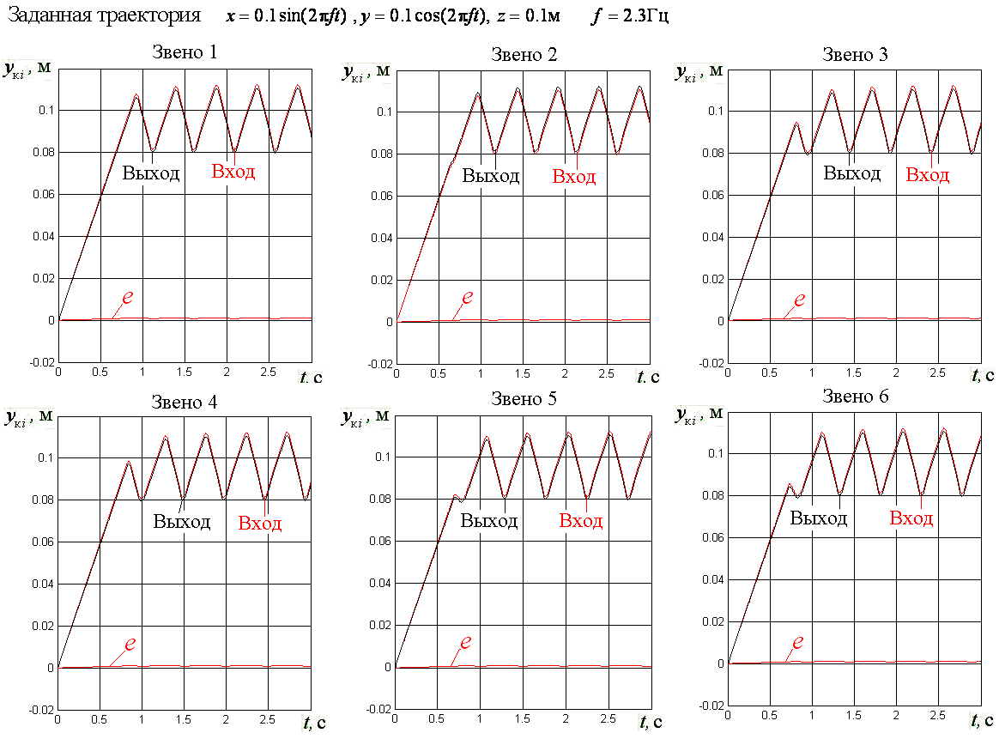 Заданная траектория x = 0.1sin(2πft) , y = 0.1cos(2πft), z = 0.1м f = 2.3Гц
Звено 1 Звено 2 Звено 3
yкi , м yкi , м yкi , м
0.1 0.1 0.1
0.08 0.08 0.08
Выход Вход Выход Вход Выход Вход
0.06 0.06 0.06
0.04 0.04 0.04
0.02 0.02 0.02
e e e
0 0 0
-0.02 -0.02 -0.02
0 0.5 1 1.5 2 2.5 t. с 0 0.5 1 1.5 2 2.5 t. с 0 0.5 1 1.5 2 2.5 t, с
Звено 4 Звено 5 Звено 6
yкi , м yкi , м yкi , м
0.1 0.1 0.1
0.08 0.08 0.08
Выход Вход Выход Вход Выход Вход
0.06 0.06 0.06
0.04 0.04 0.04
0.02 0.02 0.02
e e e
0 0 0
-0.02 -0.02 -0.02
0 0.5 1 1.5 2 2.5 t, с 0 0.5 1 1.5 2 2.5 t, с 0 0.5 1 1.5 2 2.5 t, с